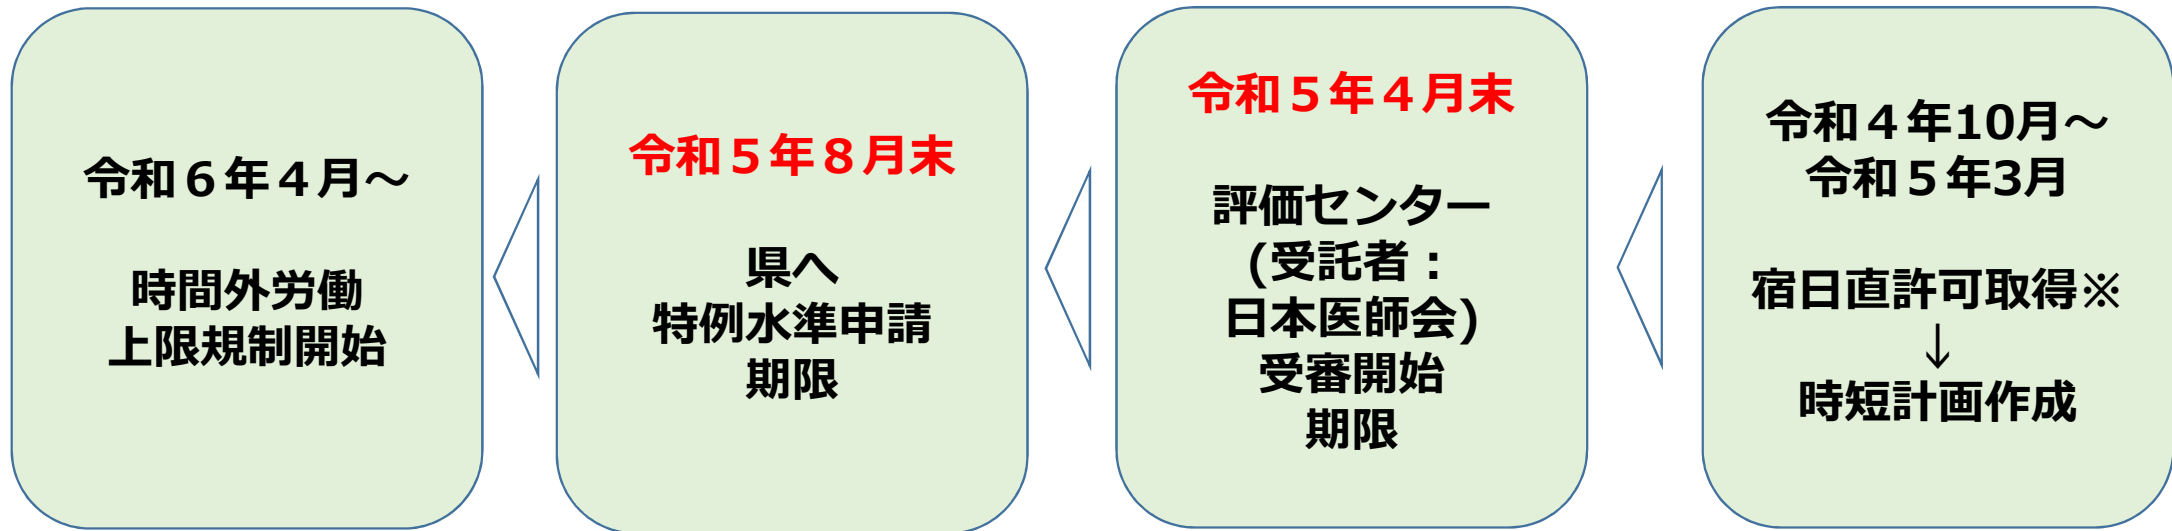 令和６年４月～
時間外労働
上限規制開始
令和５年８月末
県へ
特例水準申請
期限
令和５年４月末
評価センター
(受託者：
日本医師会)
受審開始
期限
令和４年10月～
令和５年3月
宿日直許可取得※
↓
時短計画作成